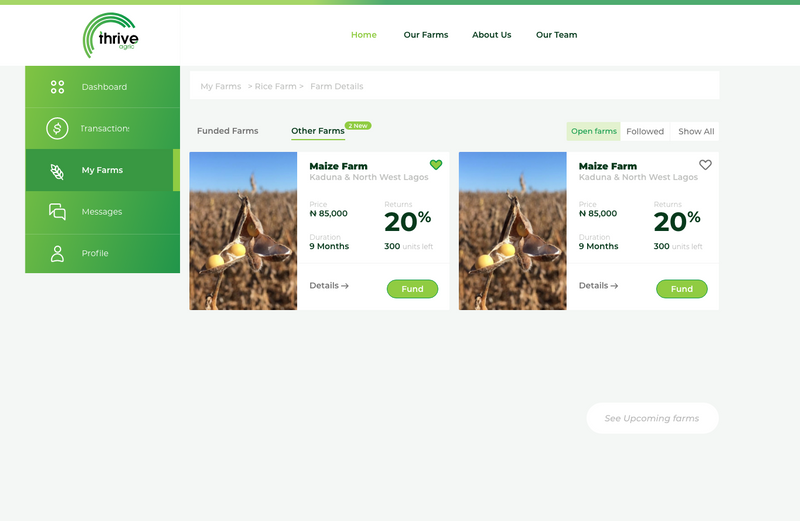 thrive
agric
Home Our Farms About Us Our Team
Dashboard
Transactions
My Farms
Messages
Profile
My Farms > Rice Farm > Farm Details
Funded Farms Other Farms 2 New
Open farms Followed Show All
Maize Farm
Kaduna & North West Lagos
Price
₦ 85,000
Returns
20%
Duration
9 Months
300 units left
Details →
Fund
Maize Farm
Kaduna & North West Lagos
Price
₦ 85,000
Returns
20%
Duration
9 Months
300 units left
Details →
Fund
See Upcoming farms